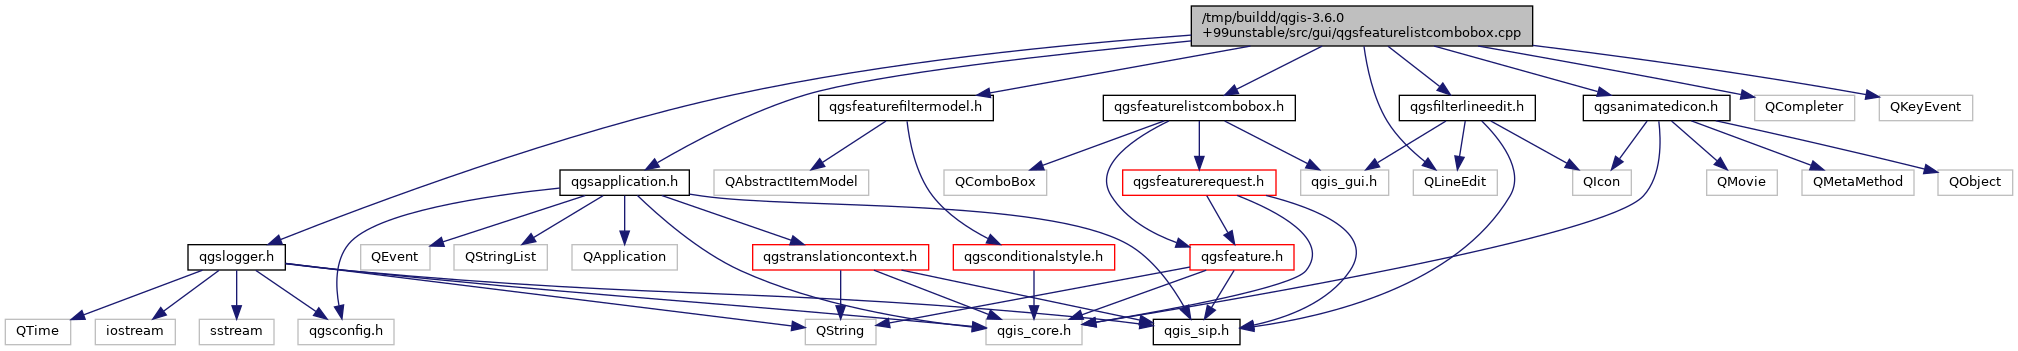 /tmp/buildd/qgis-3.6.0
+99unstable/src/gui/qgsfeaturelistcombobox.cpp
qgsfeaturefiltermodel.h
qgsfeaturelistcombobox.h
qgsfilterlineedit.h
qgsanimatedicon.h
QCompleter
QKeyEvent
qgsapplication.h
QAbstractItemModel
QComboBox
qgsfeaturerequest.h
qgis_gui.h
QLineEdit
QIcon
QMovie
QMetaMethod
QObject
qgslogger.h
QEvent
QStringList
QApplication
qgstranslationcontext.h
qgsconditionalstyle.h
qgsfeature.h
QTime
iostream
sstream
qgsconfig.h
QString
qgis_core.h
qgis_sip.h